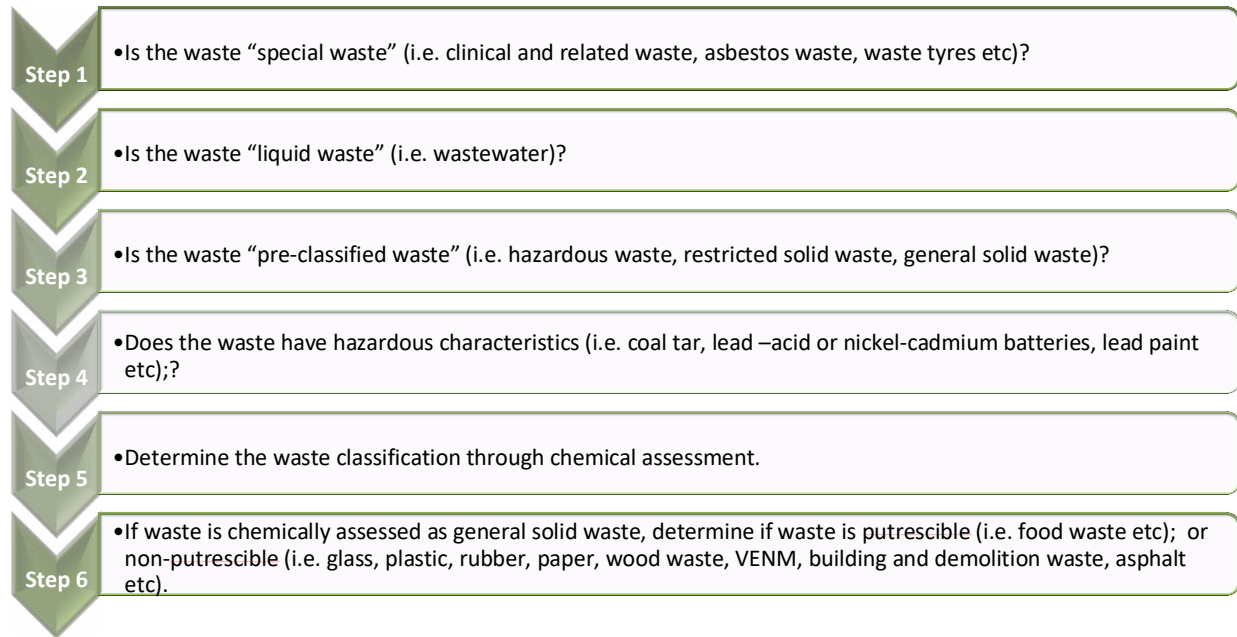 Step 1
•Is the waste “special waste” (i.e. clinical and related waste, asbestos waste, waste tyres etc)?
Step 2
•Is the waste “liquid waste” (i.e. wastewater)?
Step 3
•Is the waste “pre-classified waste” (i.e. hazardous waste, restricted solid waste, general solid waste)?
Step 4
•Does the waste have hazardous characteristics (i.e. coal tar, lead –acid or nickel-cadmium batteries, lead paint
etc);?
Step 5
•Determine the waste classification through chemical assessment.
Step 6
•If waste is chemically assessed as general solid waste, determine if waste is putrescible (i.e. food waste etc);  or
non-putrescible (i.e. glass, plastic, rubber, paper, wood waste, VENM, building and demolition waste, asphalt
etc).